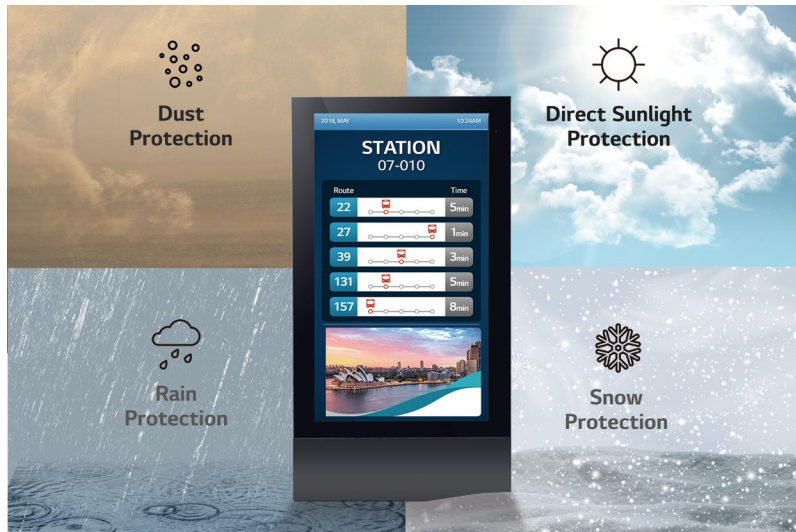 Dust
Protection
Direct Sunlight
Protection
2018, MAY 10:24AM
STATION
07-010
Route Time
22 5min
27 1min
39 3min
131 5min
157 8min
Rain
Protection
Snow
Protection